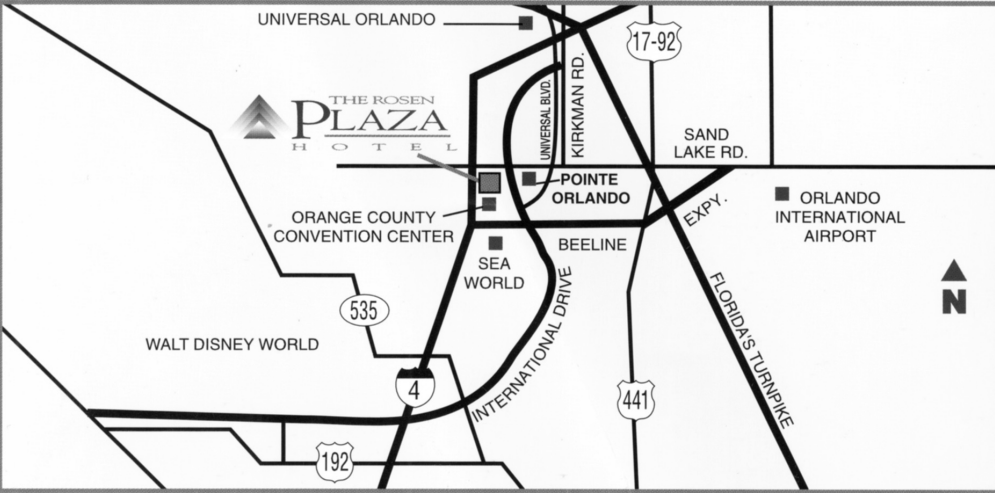 UNIVERSAL ORLANDO
17-92
THE ROSEN
PLAZA
HOTEL
UNIVERSAL BLVD.
KIRKMAN RD.
SAND
LAKE RD.
POINTE
ORLANDO
ORANGE COUNTY
CONVENTION CENTER
EXPY.
ORLANDO
INTERNATIONAL
AIRPORT
BEELINE
SEA
WORLD
535
INTERNATIONAL DRIVE
FLORIDA'S TURNPIKE
N
WALT DISNEY WORLD
4
441
192